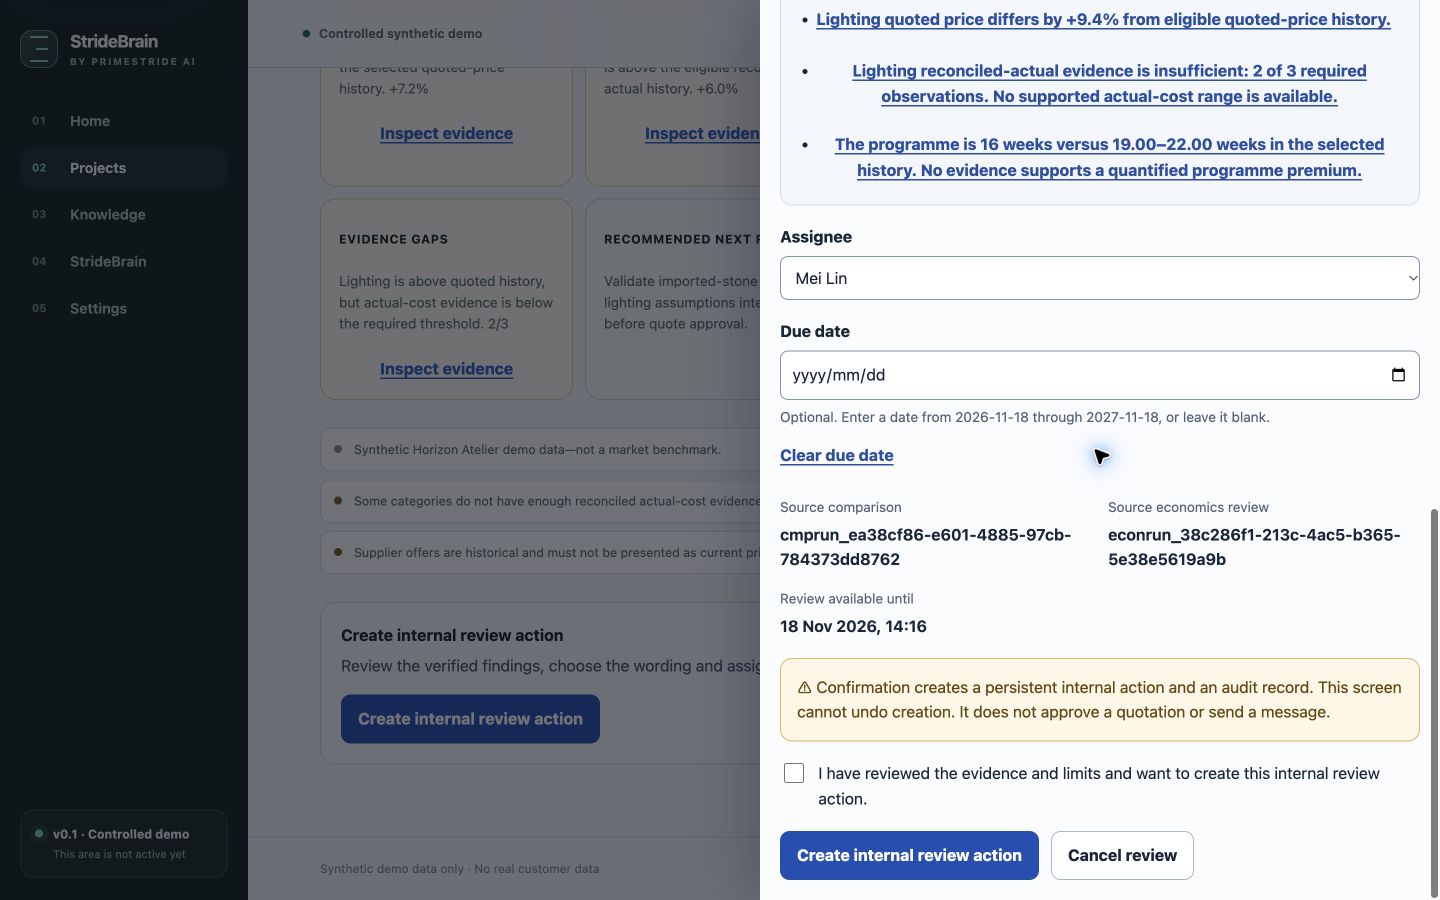 StrideBrain
BY PRIMESTRIDE AI
01 Home
02 Projects
03 Knowledge
04 StrideBrain
05 Settings
v0.1 · Controlled demo
This area is not active yet
Controlled synthetic demo
the selected quoted-price
history. +7.2%
Inspect evidence
is above the eligible
actual history. +6.0%
Inspect
EVIDENCE GAPS
Lighting is above quoted history,
but actual-cost evidence is below
the required threshold. 2/3
Inspect evidence
RECOMMENDED NEXT
Validate imported-stone
lighting assumptions
before quote approval.
Synthetic Horizon Atelier demo data—not a market benchmark.
Some categories do not have enough reconciled actual-cost evidence
Supplier offers are historical and must not be presented as current
Create internal review action
Review the verified findings, choose the wording and
Create internal review action
Synthetic demo data only · No real customer data
• Lighting quoted price differs by +9.4% from eligible quoted-price history.
• Lighting reconciled-actual evidence is insufficient: 2 of 3 required
observations. No supported actual-cost range is available.
• The programme is 16 weeks versus 19.00–22.00 weeks in the selected
history. No evidence supports a quantified programme premium.
Assignee
Mei Lin
Due date
yyyy/mm/dd
Optional. Enter a date from 2026-11-18 through 2027-11-18, or leave it blank.
Clear due date
Source comparison
cmprun_ea38cf86-e601-4885-97cb-
784373dd8762
Source economics review
econrun_38c286f1-213c-4ac5-b365-
5e38e5619a9b
Review available until
18 Nov 2026, 14:16
⚠ Confirmation creates a persistent internal action and an audit record. This screen
cannot undo creation. It does not approve a quotation or send a message.
I have reviewed the evidence and limits and want to create this internal review
action.
Create internal review action
Cancel review